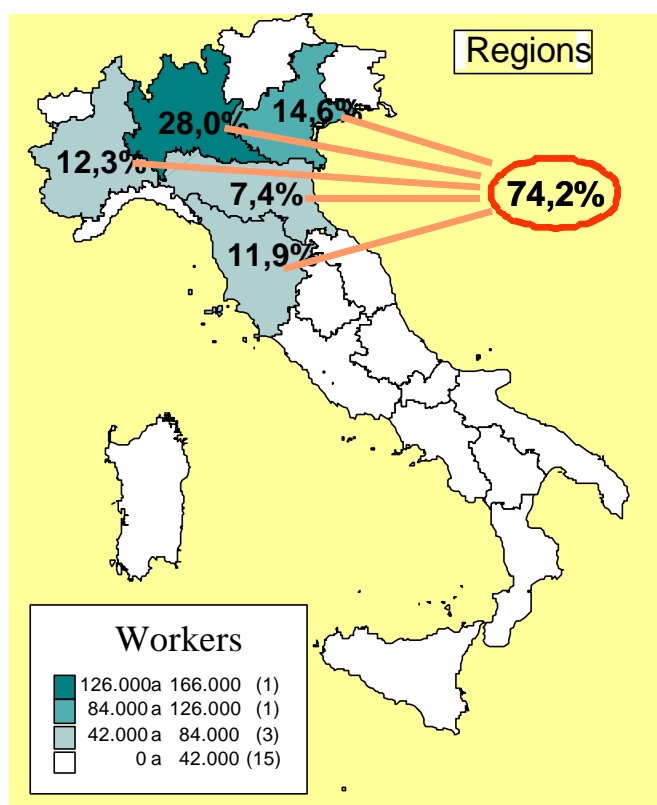 Regions
14,6%
28,0%
12,3%
7,4%
74,2%
11,9%
Workers
126.000 a 166.000 (1)
84.000 a 126.000 (1)
42.000 a 84.000 (3)
0 a 42.000 (15)